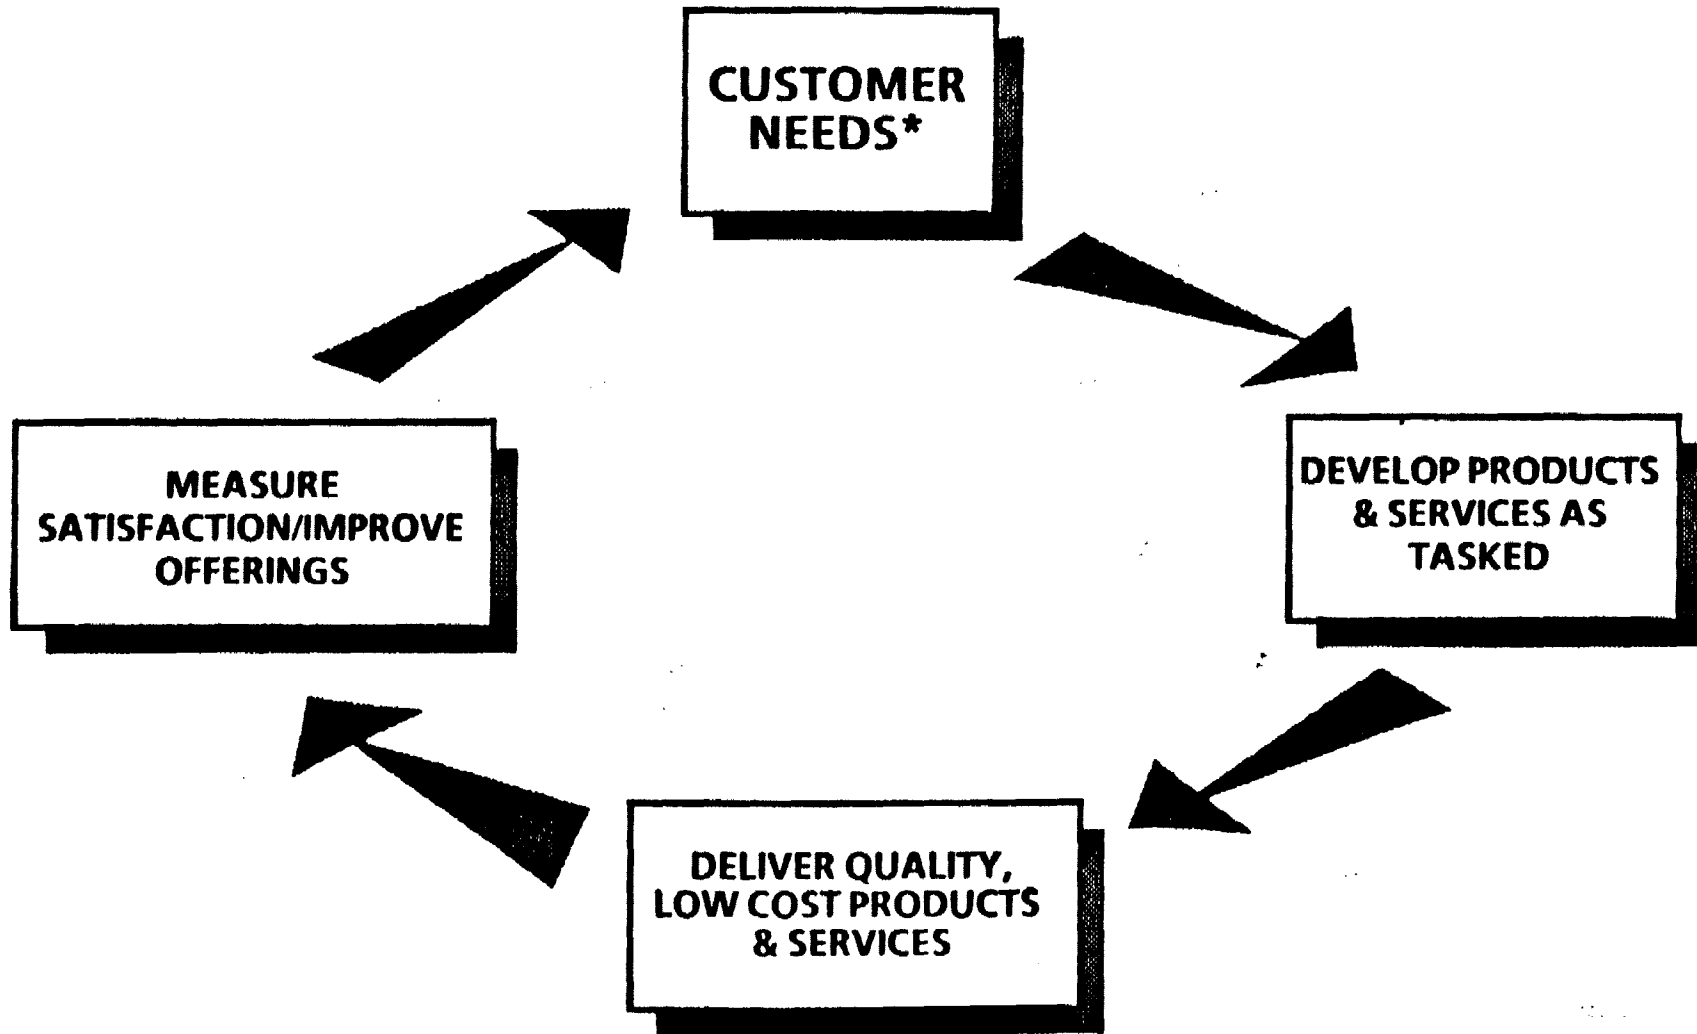 CUSTOMER
NEEDS*
DEVELOP PRODUCTS
& SERVICES AS
TASKED
DELIVER QUALITY,
LOW COST PRODUCTS
& SERVICES
MEASURE
SATISFACTION/IMPROVE
OFFERINGS